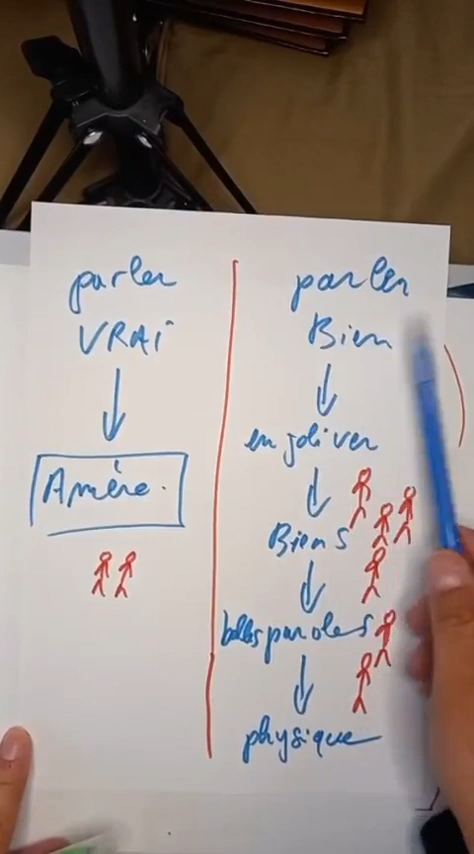 parler
VRAi
Amère.
parler
Bien
enjoliver
Biens
belles paroles
physique